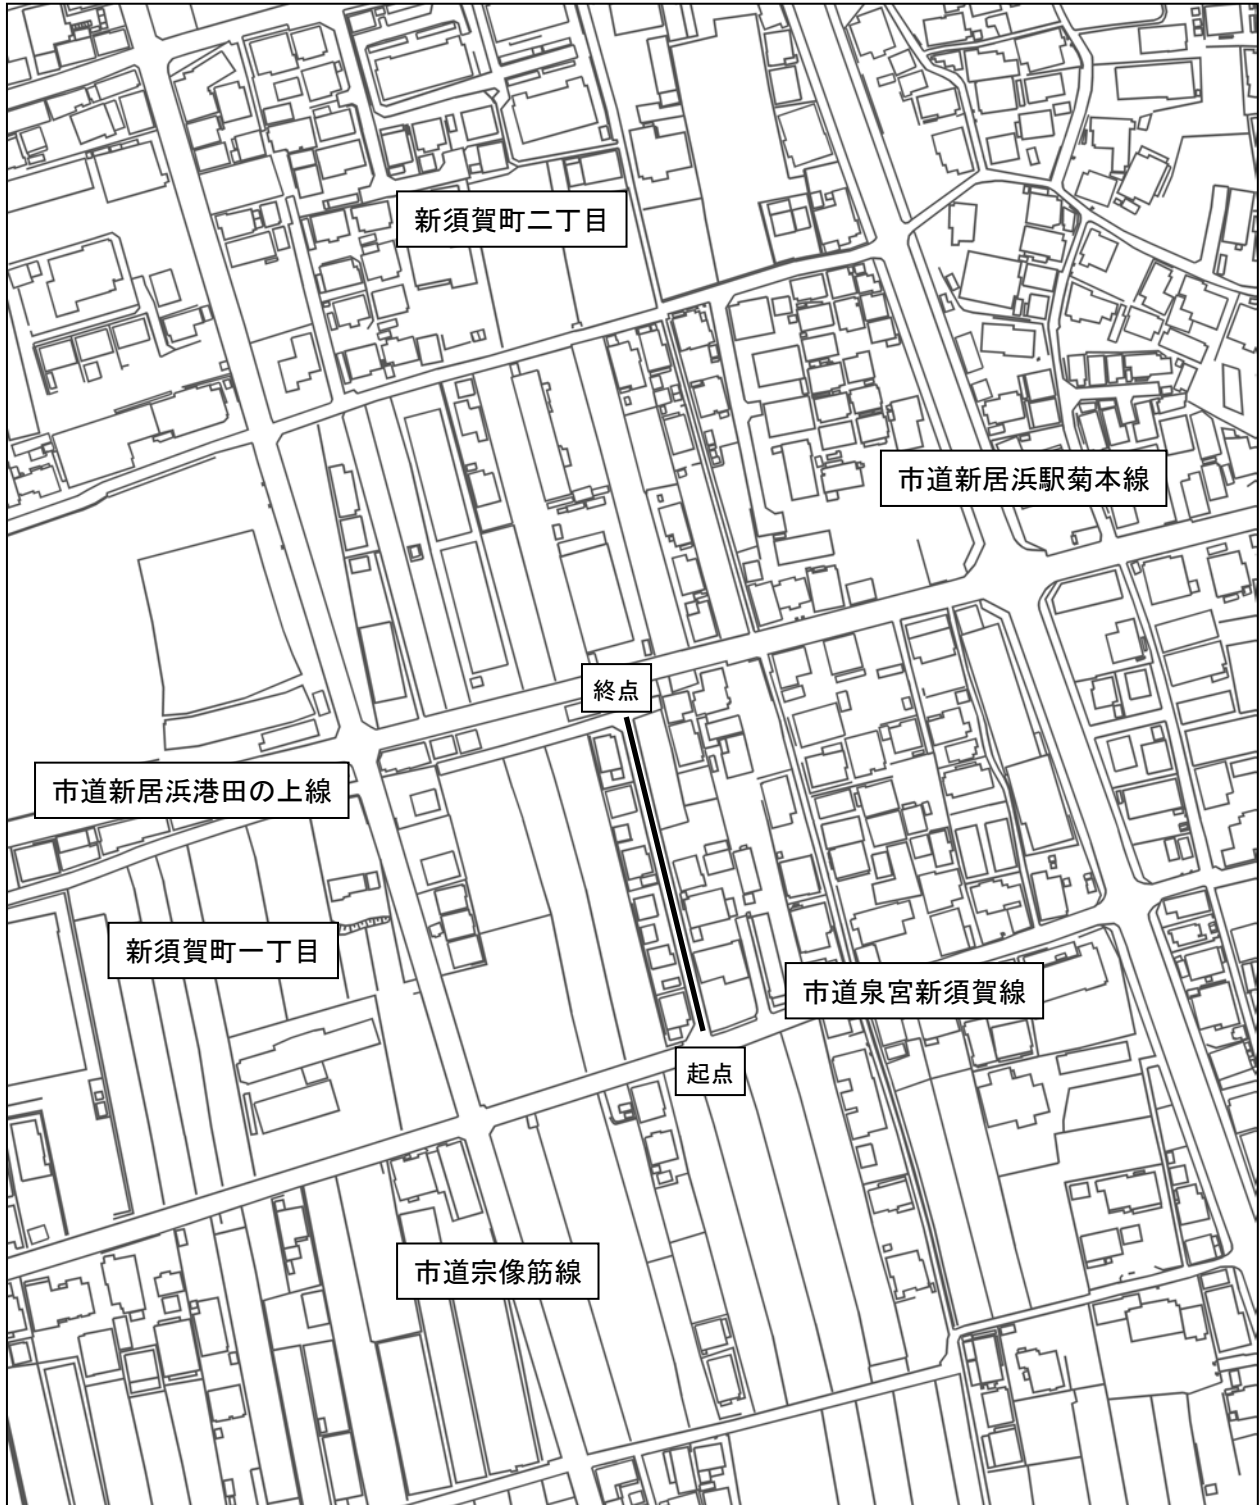 新須賀町二丁目
市道新居浜駅菊本線
終点
市道新居浜港田の上線
新須賀町一丁目
市道泉宮新須賀線
起点
市道宗像筋線